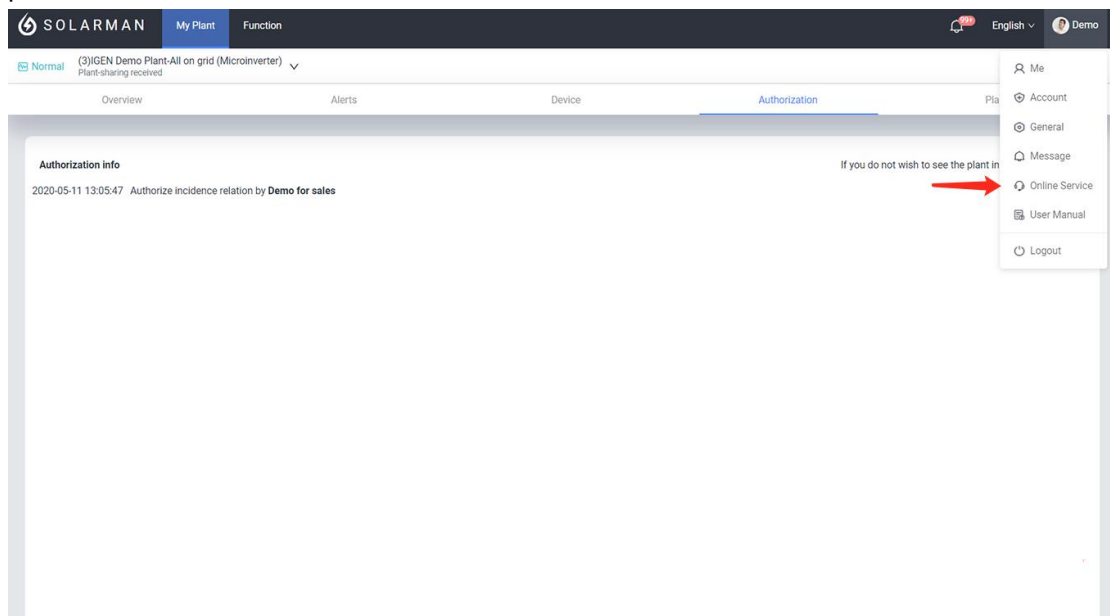 SOLARMAN My Plant Function 99+ English Demo
Normal (3)IGEN Demo Plant-All on grid (Microinverter)
Plant-sharing received
Overview Alerts Device Authorization Pla
Me
Account
General
Message
Online Service
User Manual
Logout
Authorization info If you do not wish to see the plant in
2020-05-11 13:05:47 Authorize incidence relation by Demo for sales